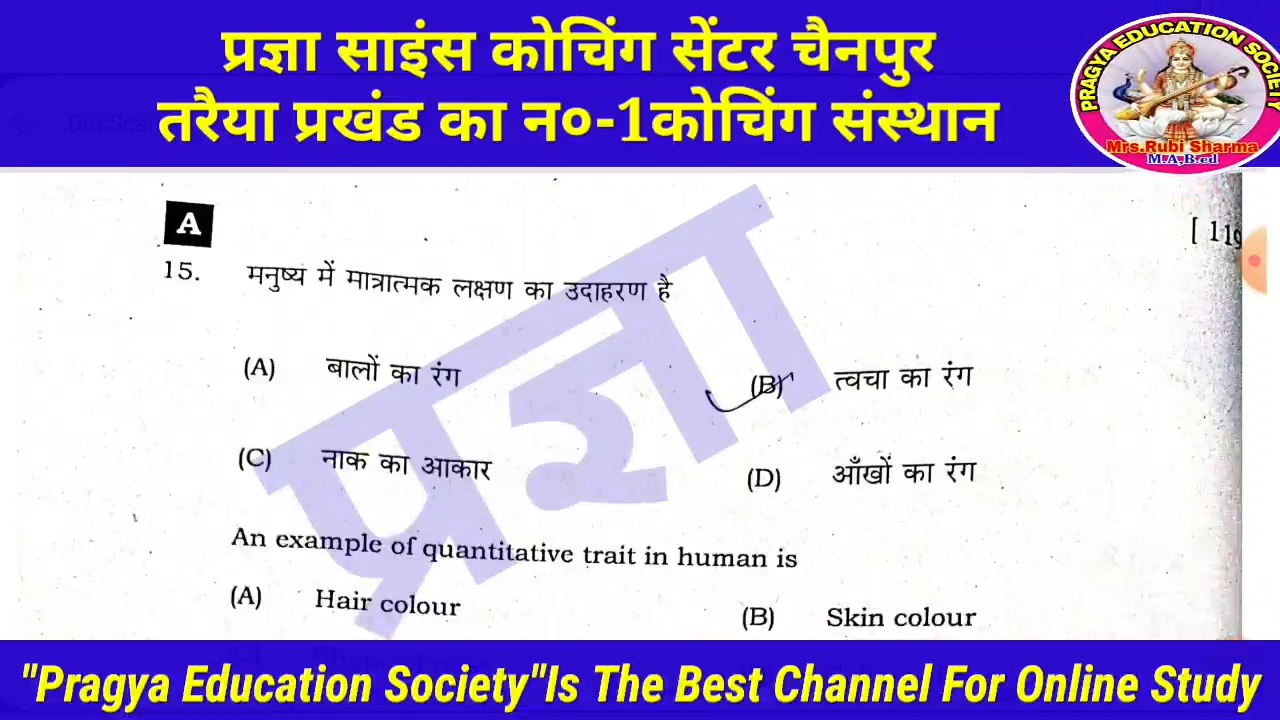 प्रज्ञा साइंस कोचिंग सेंटर चैनपुर
तरैया प्रखंड का न०-1कोचिंग संस्थान
PRAGYA EDUCATION SOCIETY
Mrs.Rubi Sharma
M.A,B.ed
A
[ 119
15. मनुष्य में मात्रात्मक लक्षण का उदाहरण है
(A) बालों का रंग (B) त्वचा का रंग
(C) नाक का आकार (D) आँखों का रंग
An example of quantitative trait in human is
(A) Hair colour (B) Skin colour
प्रज्ञा
"Pragya Education Society"Is The Best Channel For Online Study